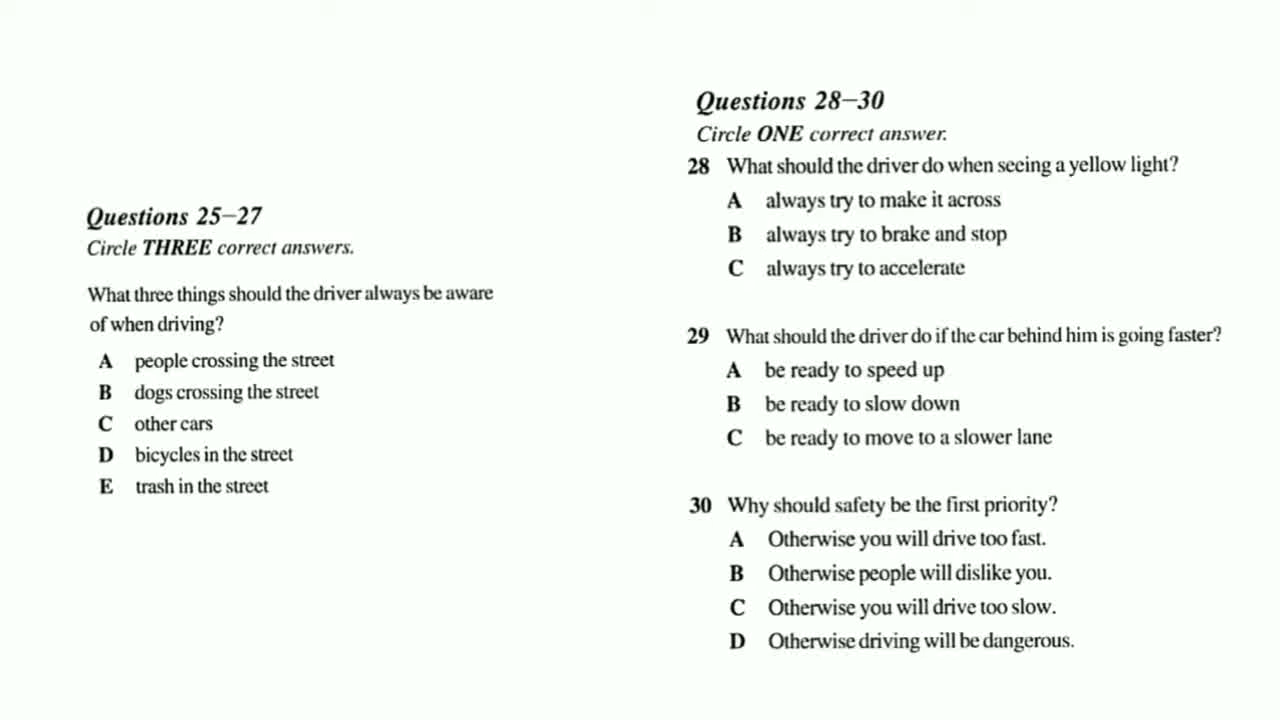 Questions 25–27
Circle THREE correct answers.
What three things should the driver always be aware
of when driving?
A people crossing the street
B dogs crossing the street
C other cars
D bicycles in the street
E trash in the street
Questions 28–30
Circle ONE correct answer.
28 What should the driver do when seeing a yellow light?
A always try to make it across
B always try to brake and stop
C always try to accelerate
29 What should the driver do if the car behind him is going faster?
A be ready to speed up
B be ready to slow down
C be ready to move to a slower lane
30 Why should safety be the first priority?
A Otherwise you will drive too fast.
B Otherwise people will dislike you.
C Otherwise you will drive too slow.
D Otherwise driving will be dangerous.